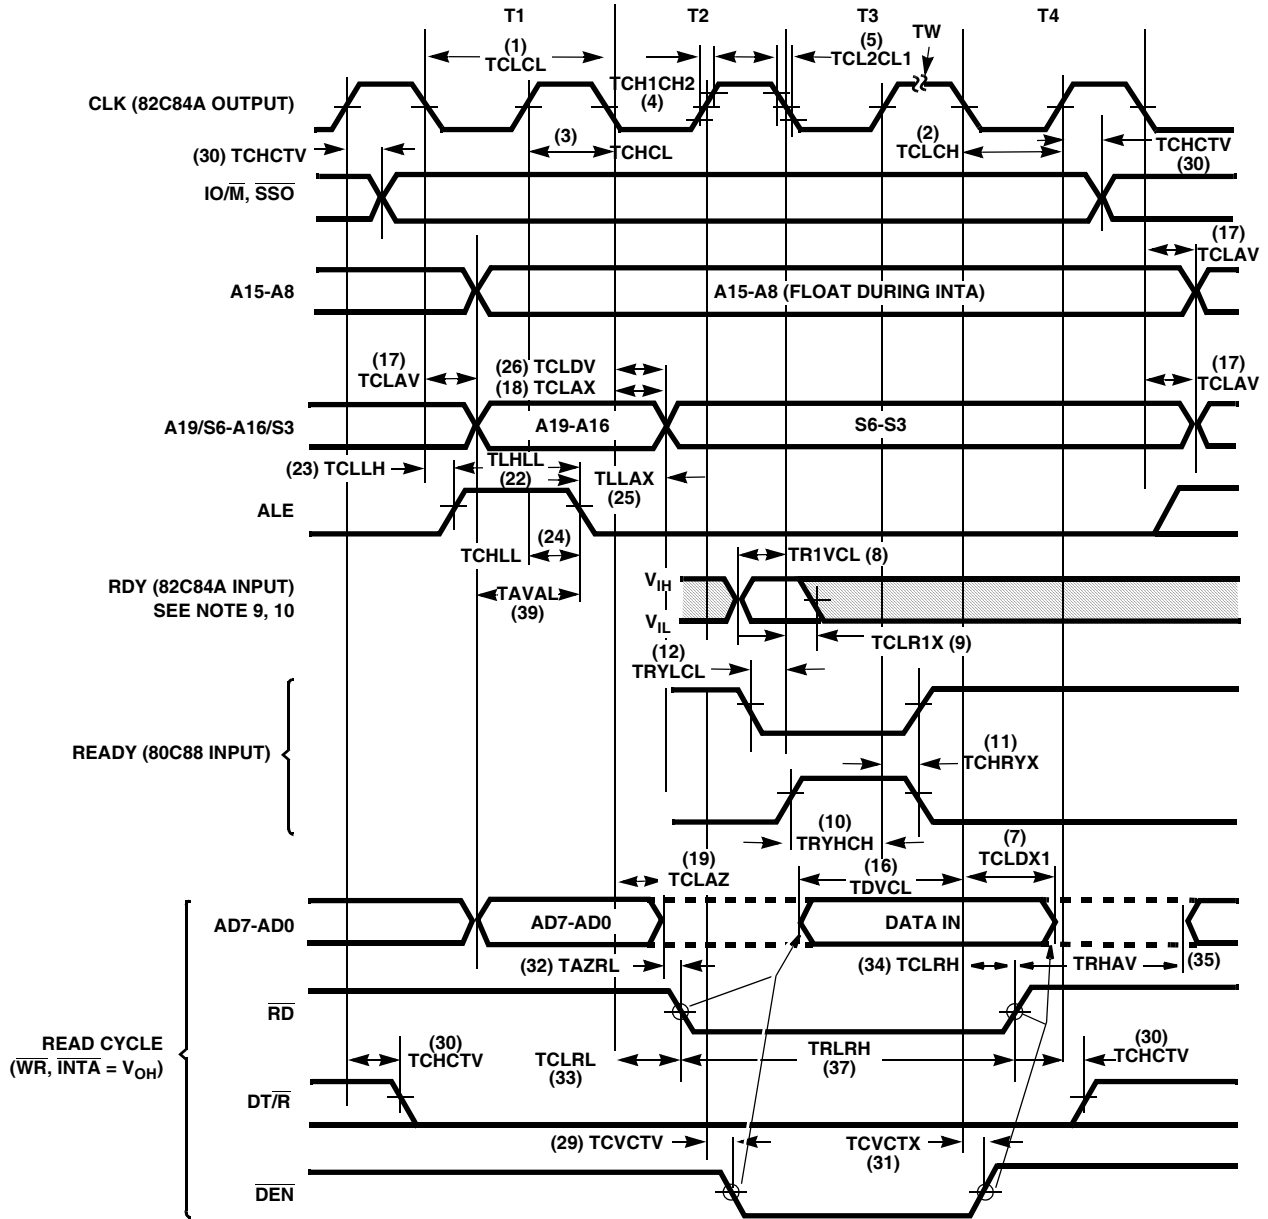 T1 T2 T3 T4
TW
(1)
TCLCL
(5)
TCL2CL1
TCH1CH2
(4)
CLK (82C84A OUTPUT)
(2)
TCLCH
(3)
TCHCL
(30) TCHCTV
TCHCTV
(30)
IO/M̅, S̅S̅O̅
(17)
TCLAV
A15-A8
A15-A8 (FLOAT DURING INTA)
(17)
TCLAV
(26) TCLDV
(18) TCLAX
(17)
TCLAV
A19/S6-A16/S3
A19-A16
S6-S3
(23) TCLLH
TLHLL
(22)
TLLAX
(25)
ALE
(24)
TCHLL
TR1VCL (8)
RDY (82C84A INPUT)
SEE NOTE 9, 10
VIH
VIL
TAVAL
(39)
TCLR1X (9)
(12)
TRYLCL
READY (80C88 INPUT)
(11)
TCHRYX
(10)
TRYHCH
(7)
TCLDX1
(19)
TCLAZ
(16)
TDVCL
AD7-AD0
AD7-AD0
DATA IN
(32) TAZRL
(34) TCLRH
TRHAV
(35)
R̅D̅
READ CYCLE
(W̅R̅, I̅N̅T̅A̅ = VOH)
(30)
TCHCTV
TCLRL
(33)
TRLRH
(37)
(30)
TCHCTV
DT/R̅
(29) TCVCTV
TCVCTX
(31)
D̅E̅N̅